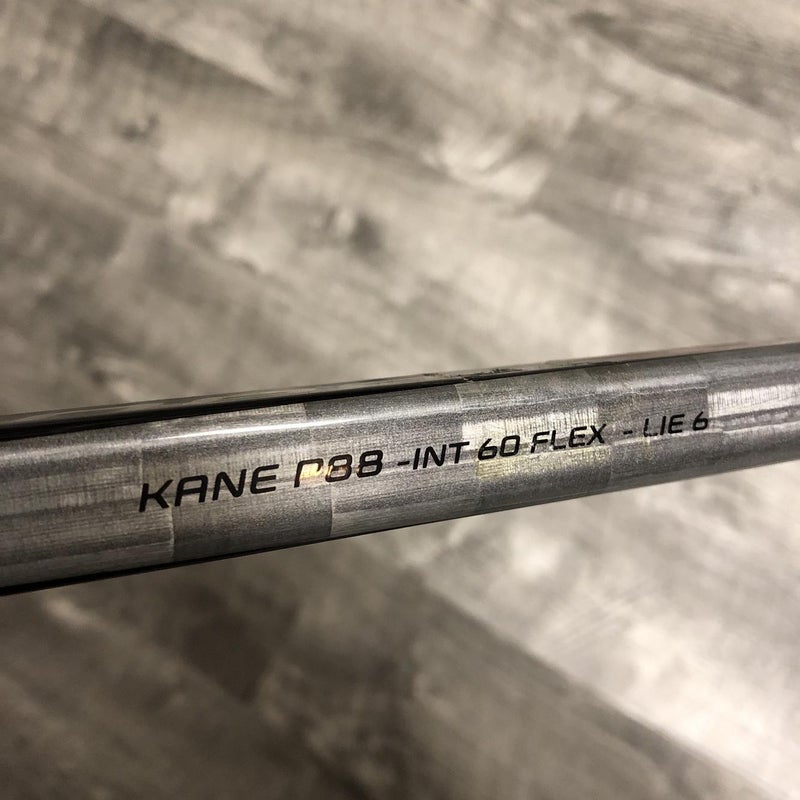 KANE P88 -INT 60 FLEX - LIE 6